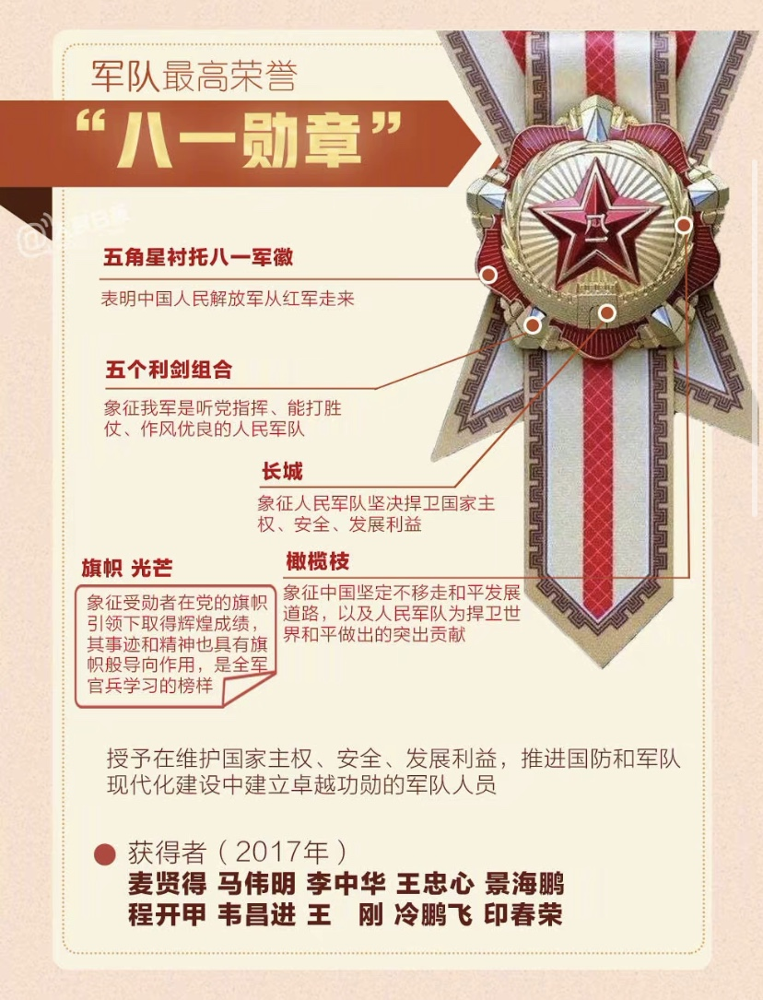 军队最高荣誉
“八一勋章”
五角星衬托八一军徽
表明中国人民解放军从红军走来
五个利剑组合
象征我军是听党指挥、能打胜
仗、作风优良的人民军队
长城
象征人民军队坚决捍卫国家主
权、安全、发展利益
旗帜 光芒
象征受勋者在党的旗帜
引领下取得辉煌成绩，
其事迹和精神也具有旗
帜般导向作用，是全军
官兵学习的榜样
橄榄枝
象征中国坚定不移走和平发展
道路，以及人民军队为捍卫世
界和平做出的突出贡献
授予在维护国家主权、安全、发展利益，推进国防和军队
现代化建设中建立卓越功勋的军队人员
获得者（2017年）
麦贤得 马伟明 李中华 王忠心 景海鹏
程开甲 韦昌进 王　刚 冷鹏飞 印春荣
八一